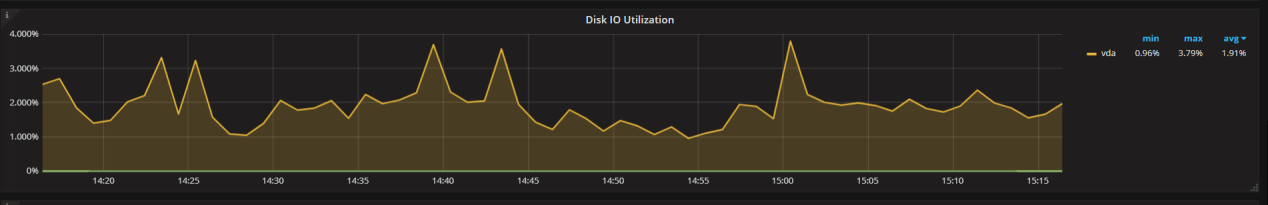 i
Disk IO Utilization
4.000%
3.000%
2.000%
1.000%
0%
14:20 14:25 14:30 14:35 14:40 14:45 14:50 14:55 15:00 15:05 15:10 15:15
min max avg
vda 0.96% 3.79% 1.91%
i